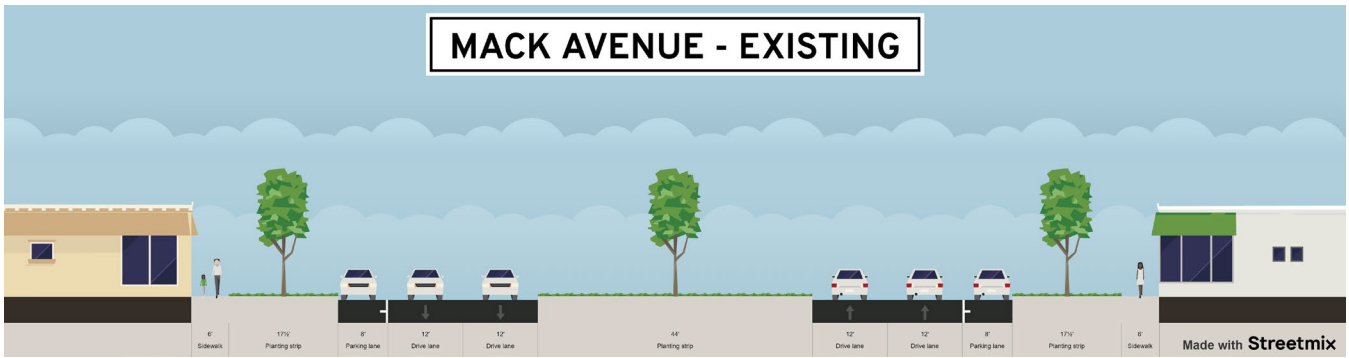 MACK AVENUE - EXISTING
6' 17½' 8' 12' 12' 44' 12' 12' 8' 17½' 6'
Sidewalk Planting strip Parking lane Drive lane Drive lane Planting strip Drive lane Drive lane Parking lane Planting strip Sidewalk
Made with Streetmix